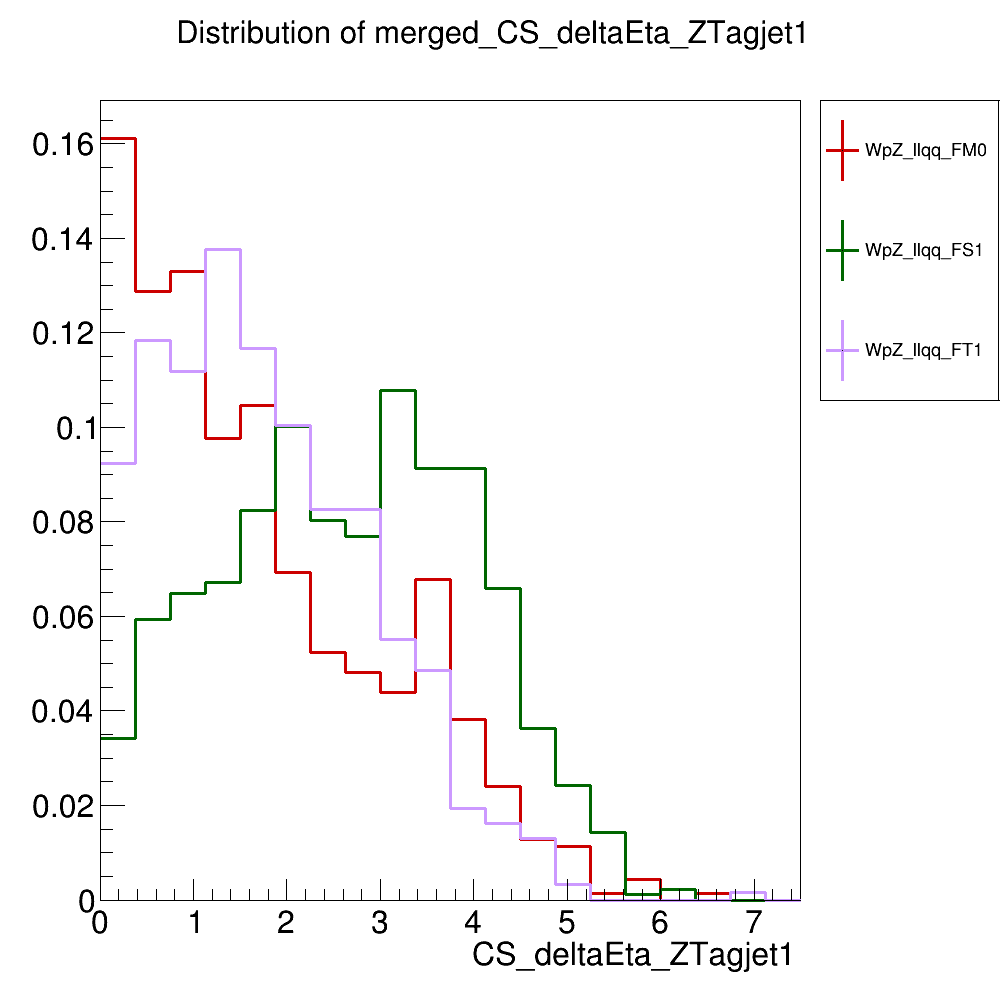 Distribution of merged_CS_deltaEta_ZTagjet1
WpZ_llqq_FM0
WpZ_llqq_FS1
WpZ_llqq_FT1
0.16
0.14
0.12
0.1
0.08
0.06
0.04
0.02
0
0 1 2 3 4 5 6 7
CS_deltaEta_ZTagjet1